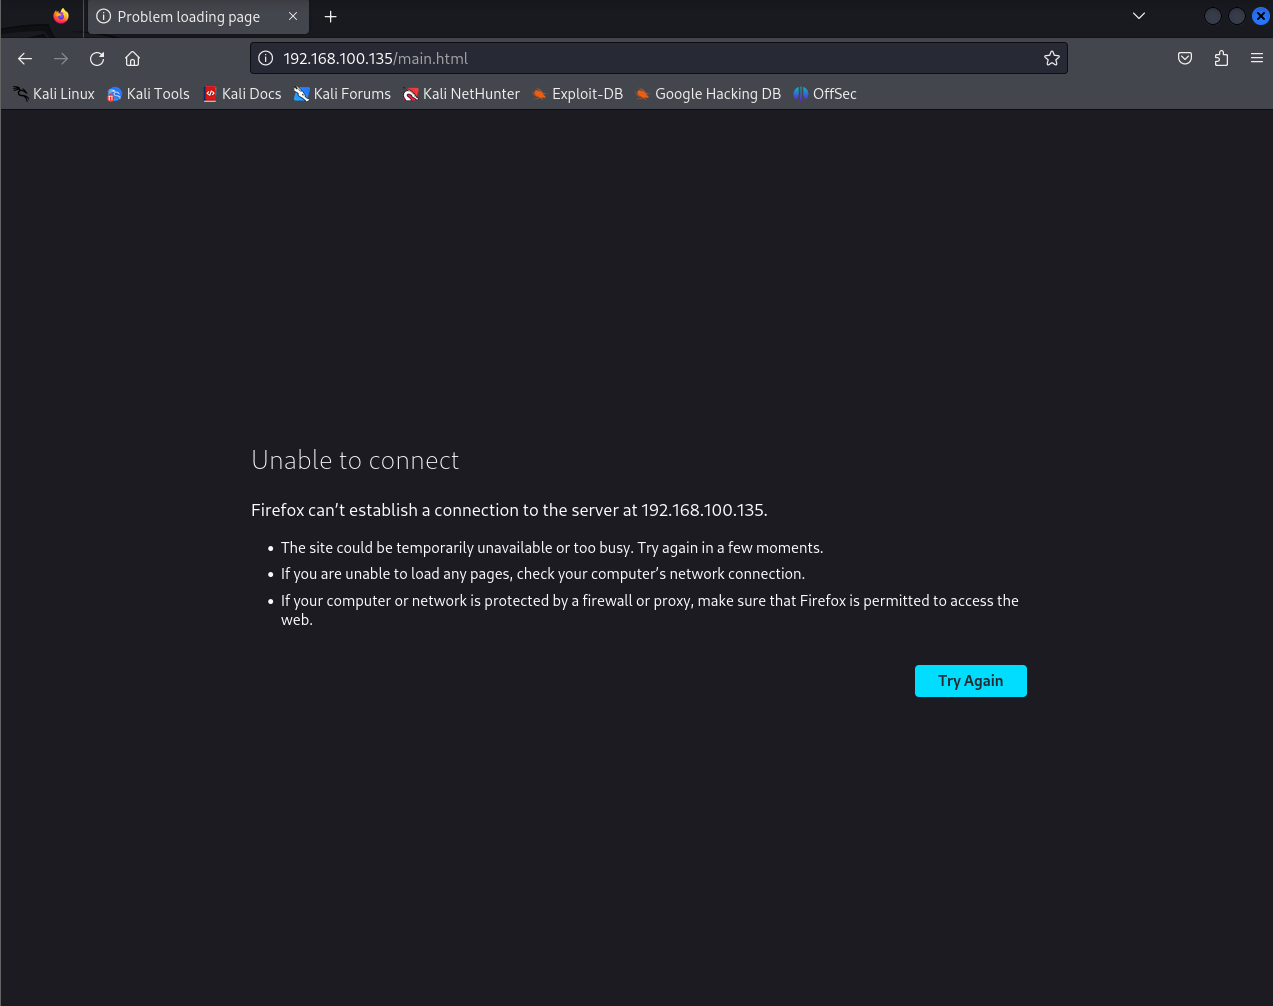 Problem loading page
192.168.100.135/main.html
Kali Linux Kali Tools Kali Docs Kali Forums Kali NetHunter Exploit-DB Google Hacking DB OffSec
Unable to connect
Firefox can’t establish a connection to the server at 192.168.100.135.
• The site could be temporarily unavailable or too busy. Try again in a few moments.
• If you are unable to load any pages, check your computer’s network connection.
• If your computer or network is protected by a firewall or proxy, make sure that Firefox is permitted to access the
web.
Try Again